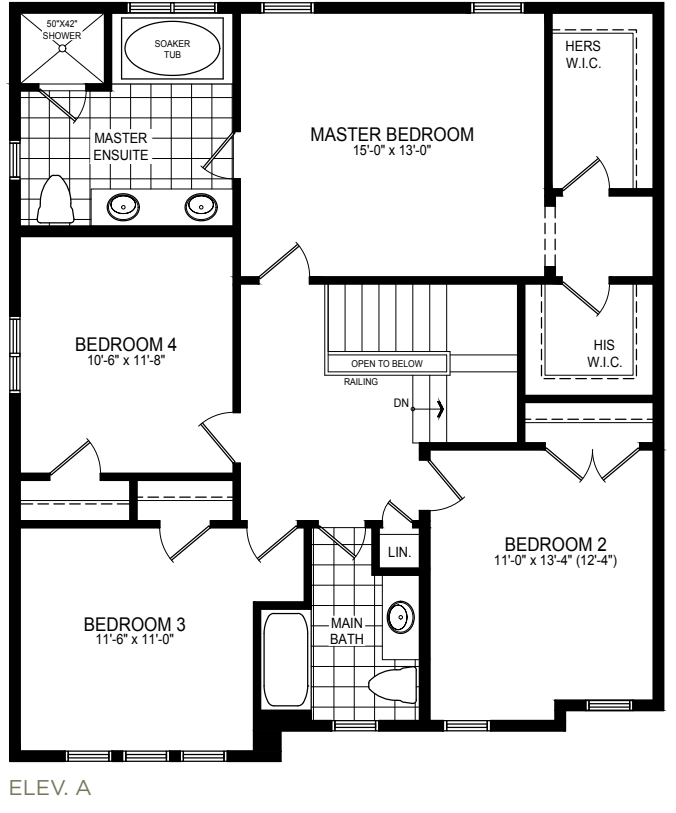 50"X42"
SHOWER
SOAKER
TUB
HERS
W.I.C.
MASTER
ENSUITE
MASTER BEDROOM
15'-0" x 13'-0"
BEDROOM 4
10'-6" x 11'-8"
OPEN TO BELOW
RAILING
DN
HIS
W.I.C.
LIN.
BEDROOM 2
11'-0" x 13'-4" (12'-4")
BEDROOM 3
11'-6" x 11'-0"
MAIN
BATH
ELEV. A